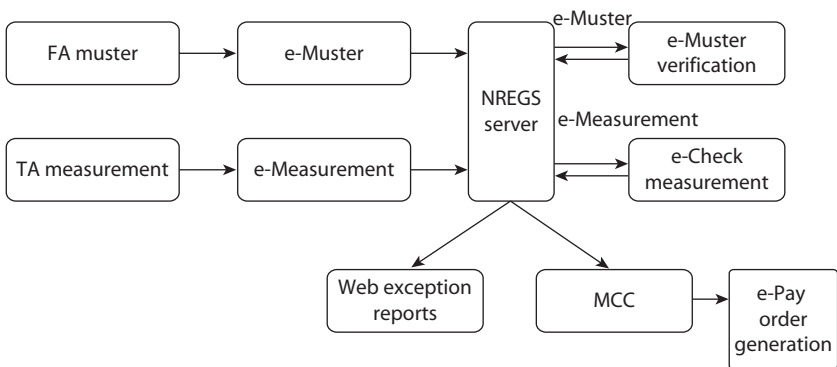 FA muster
e-Muster
NREGS
server
e-Muster
e-Muster
verification
TA measurement
e-Measurement
e-Measurement
e-Check
measurement
Web exception
reports
MCC
e-Pay
order
generation